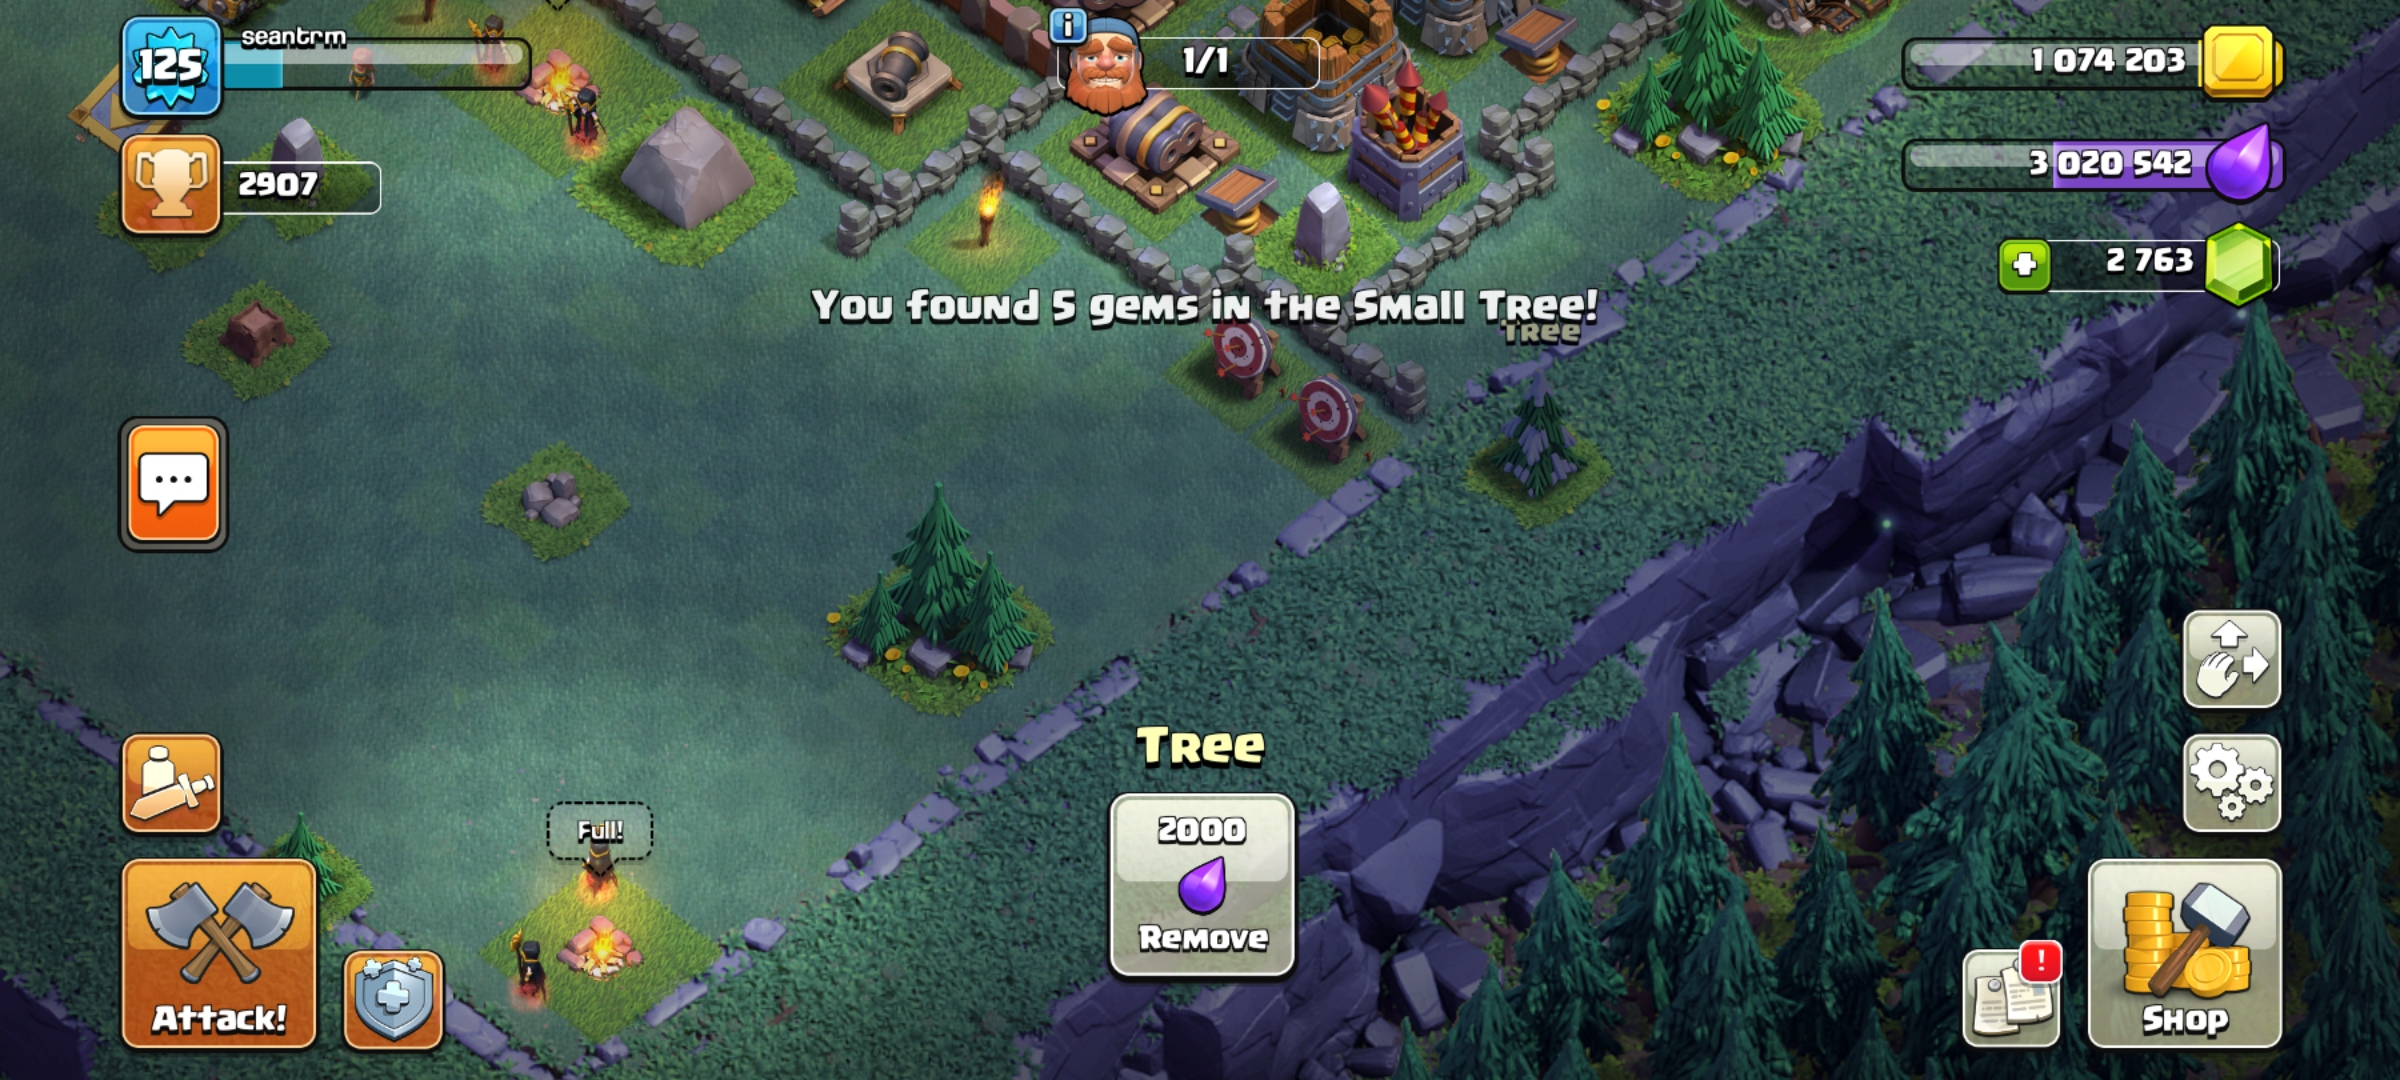 125
seantrm
1/1
1 074 203
2907
3 020 542
2 763
You found 5 gems in the Small Tree!
Tree
Tree
Full!
2000
Remove
Attack!
!
Shop